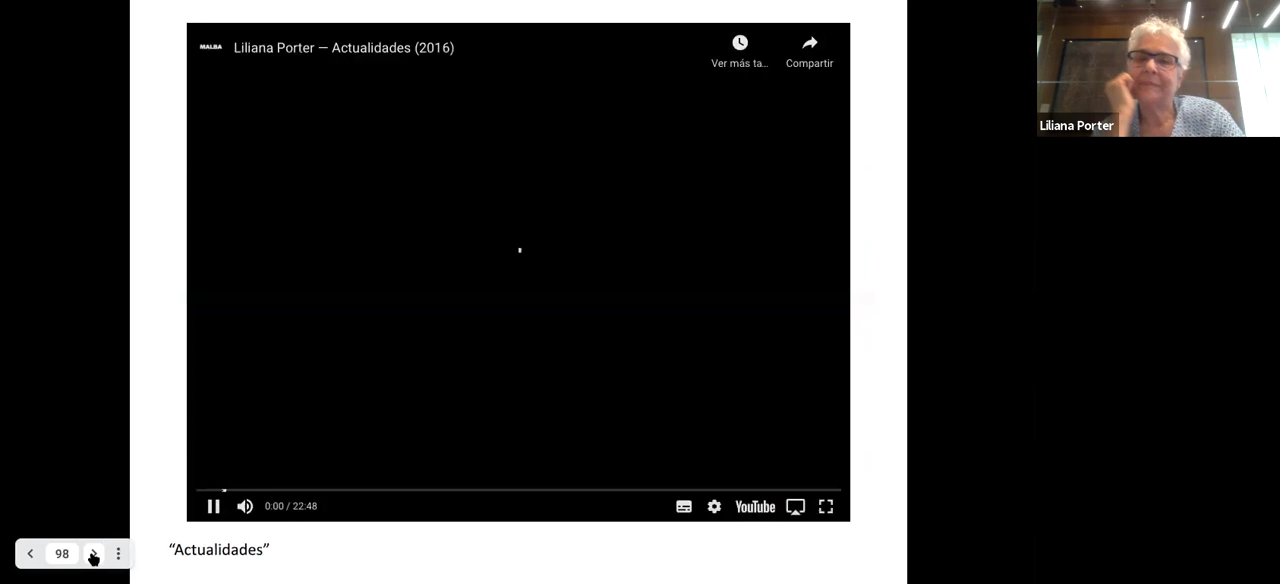 MALBA
Liliana Porter — Actualidades (2016)
Ver más ta...
Compartir
Liliana Porter
0:00 / 22:48
YouTube
98
“Actualidades”